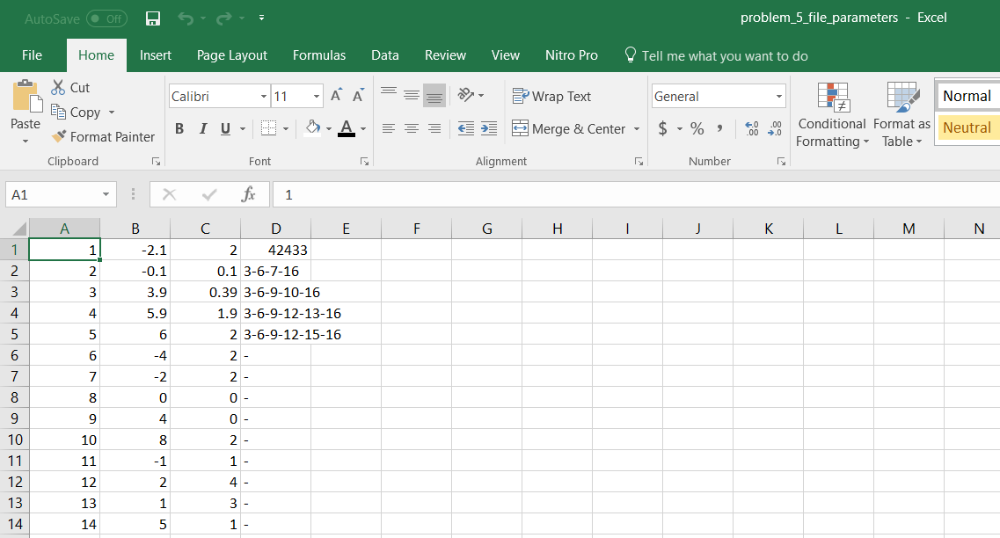 AutoSave Off
problem_5_file_parameters - Excel
File Home Insert Page Layout Formulas Data Review View Nitro Pro Tell me what you want to do
Paste
Cut
Copy
Format Painter
Clipboard
Calibri 11
B I U A
Font
Wrap Text
Merge & Center
Alignment
General
$ % ,
Number
Conditional Formatting
Format as Table
Normal
Neutral
A1 fx 1
A B C D E F G H I J K L M N
1 1 -2.1 2 42433
2 2 -0.1 0.1 3-6-7-16
3 3 3.9 0.39 3-6-9-10-16
4 4 5.9 1.9 3-6-9-12-13-16
5 5 6 2 3-6-9-12-15-16
6 6 -4 2 -
7 7 -2 2 -
8 8 0 0 -
9 9 4 0 -
10 10 8 2 -
11 11 -1 1 -
12 12 2 4 -
13 13 1 3 -
14 14 5 1 -